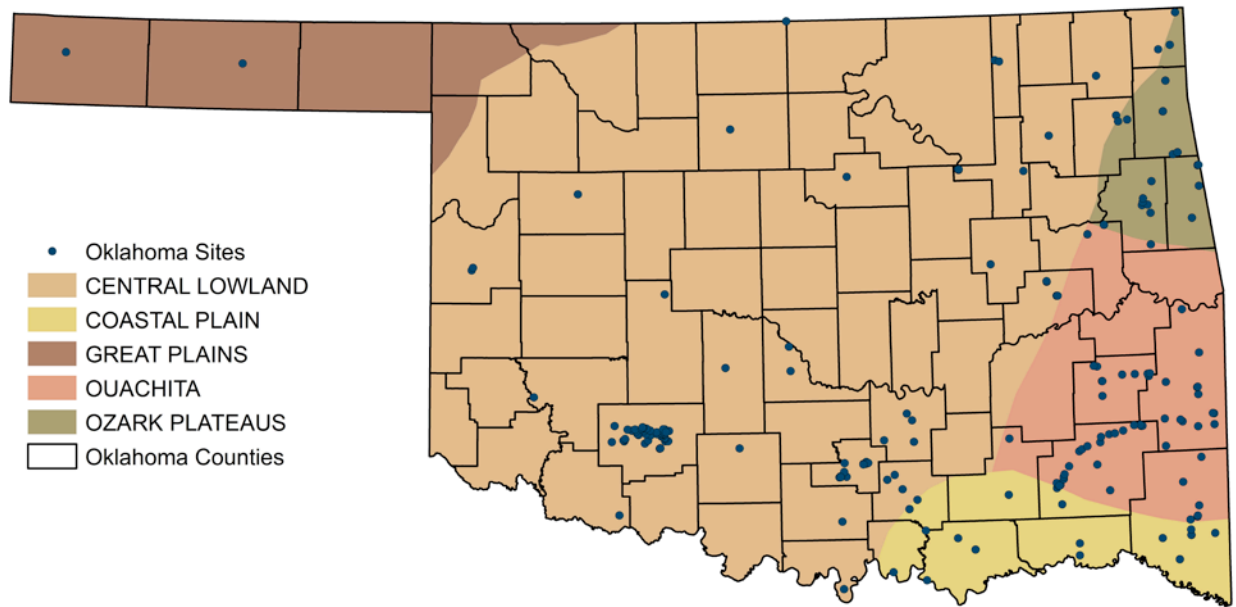 Oklahoma Sites
CENTRAL LOWLAND
COASTAL PLAIN
GREAT PLAINS
OUACHITA
OZARK PLATEAUS
Oklahoma Counties